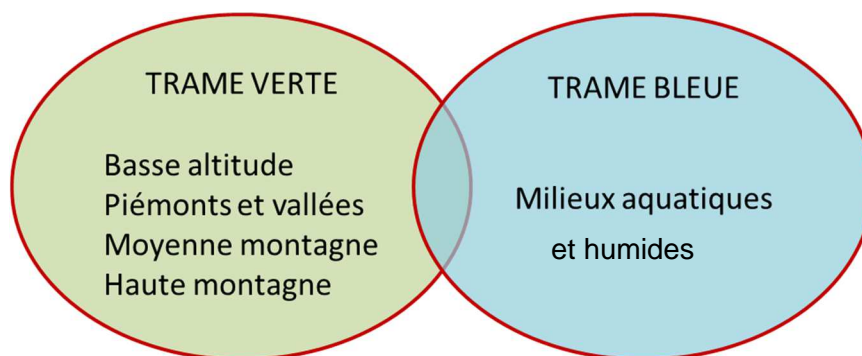 TRAME VERTE
Basse altitude
Piémonts et vallées
Moyenne montagne
Haute montagne
TRAME BLEUE
Milieux aquatiques
et humides